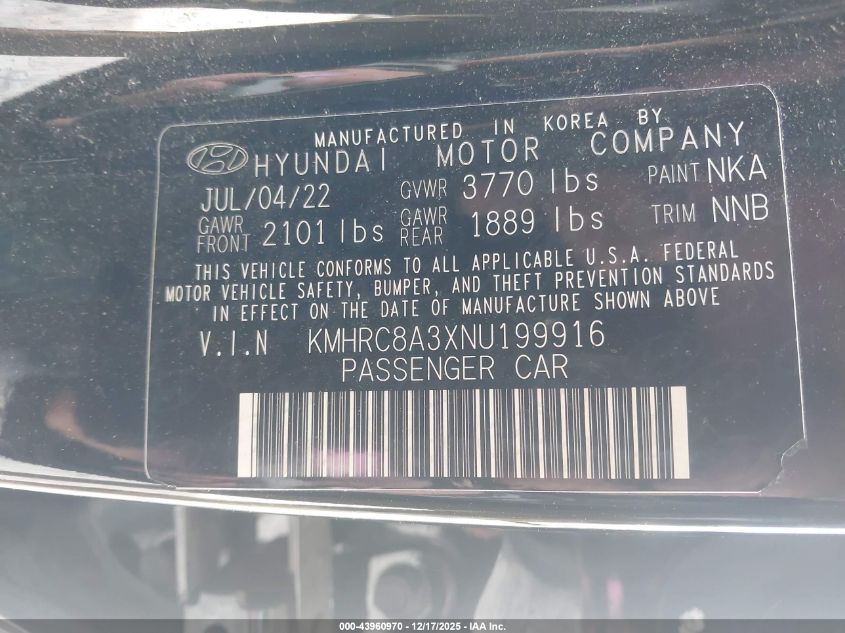 MANUFACTURED IN KOREA BY
HYUNDAI MOTOR COMPANY
JUL/04/22 GVWR 3770 lbs PAINT NKA
GAWR FRONT 2101 lbs GAWR REAR 1889 lbs TRIM NNB
THIS VEHICLE CONFORMS TO ALL APPLICABLE U.S.A. FEDERAL
MOTOR VEHICLE SAFETY, BUMPER, AND THEFT PREVENTION STANDARDS
IN EFFECT ON THE DATE OF MANUFACTURE SHOWN ABOVE
V.I.N KMHRC8A3XNU199916
PASSENGER CAR
000-43960970 - 12/17/2025 - IAA Inc.